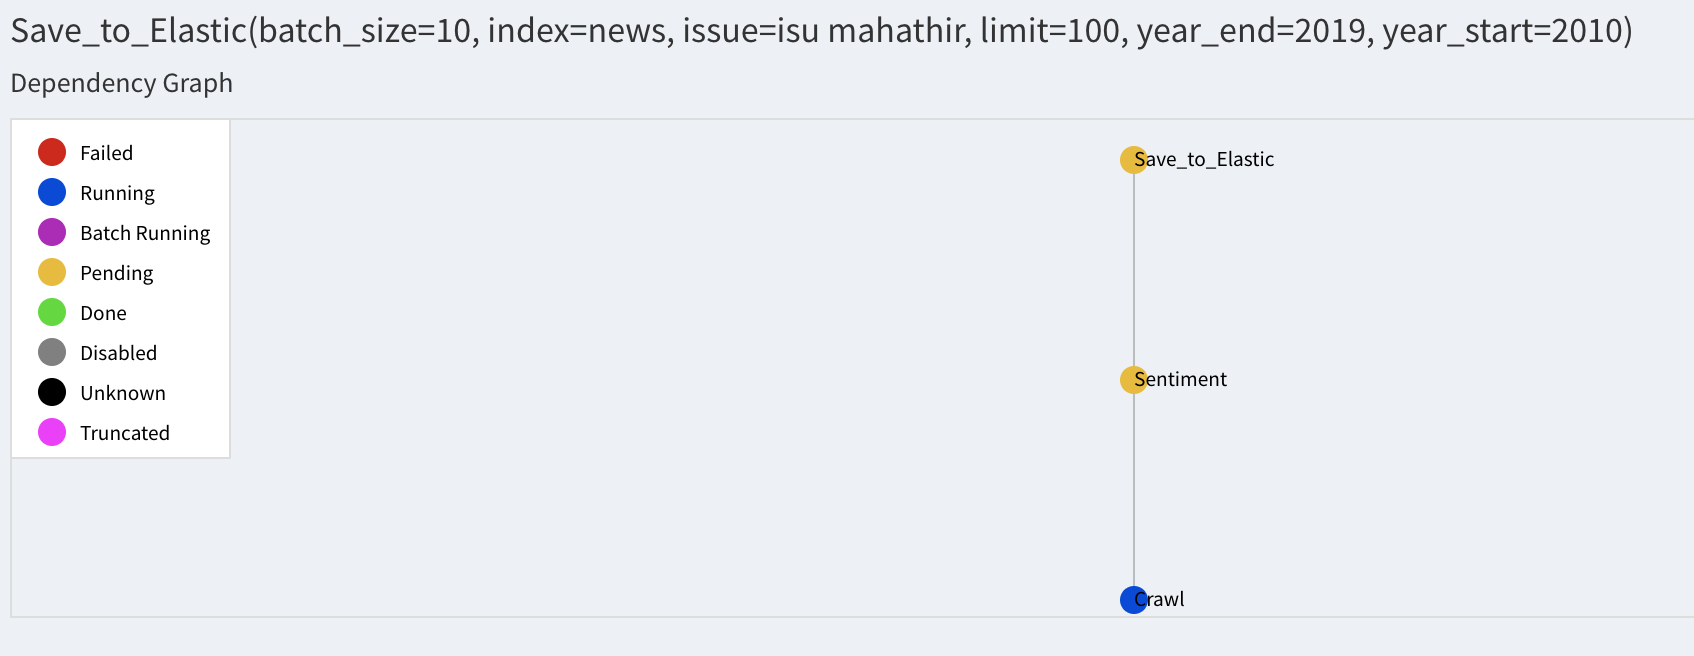 Save_to_Elastic(batch_size=10, index=news, issue=isu mahathir, limit=100, year_end=2019, year_start=2010)
Dependency Graph
Failed
Running
Batch Running
Pending
Done
Disabled
Unknown
Truncated
Save_to_Elastic
Sentiment
Crawl